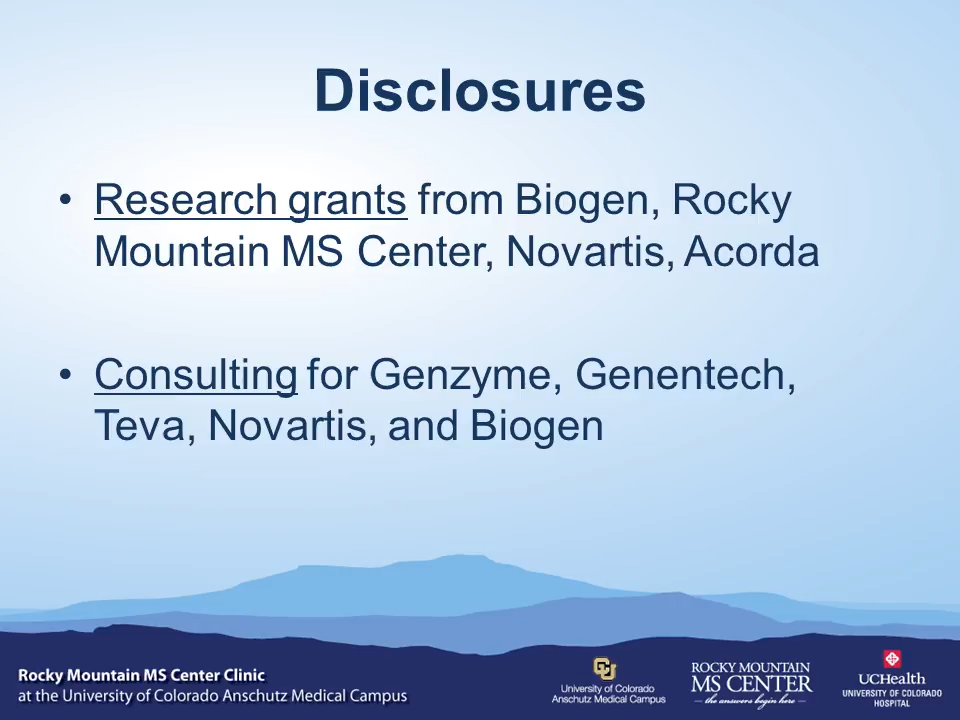 Disclosures
• Research grants from Biogen, Rocky
Mountain MS Center, Novartis, Acorda
• Consulting for Genzyme, Genentech,
Teva, Novartis, and Biogen
Rocky Mountain MS Center Clinic
at the University of Colorado Anschutz Medical Campus
CU
University of Colorado
Anschutz Medical Campus
ROCKY MOUNTAIN
MS CENTER
the answers begin here
UCHealth
UNIVERSITY OF COLORADO
HOSPITAL